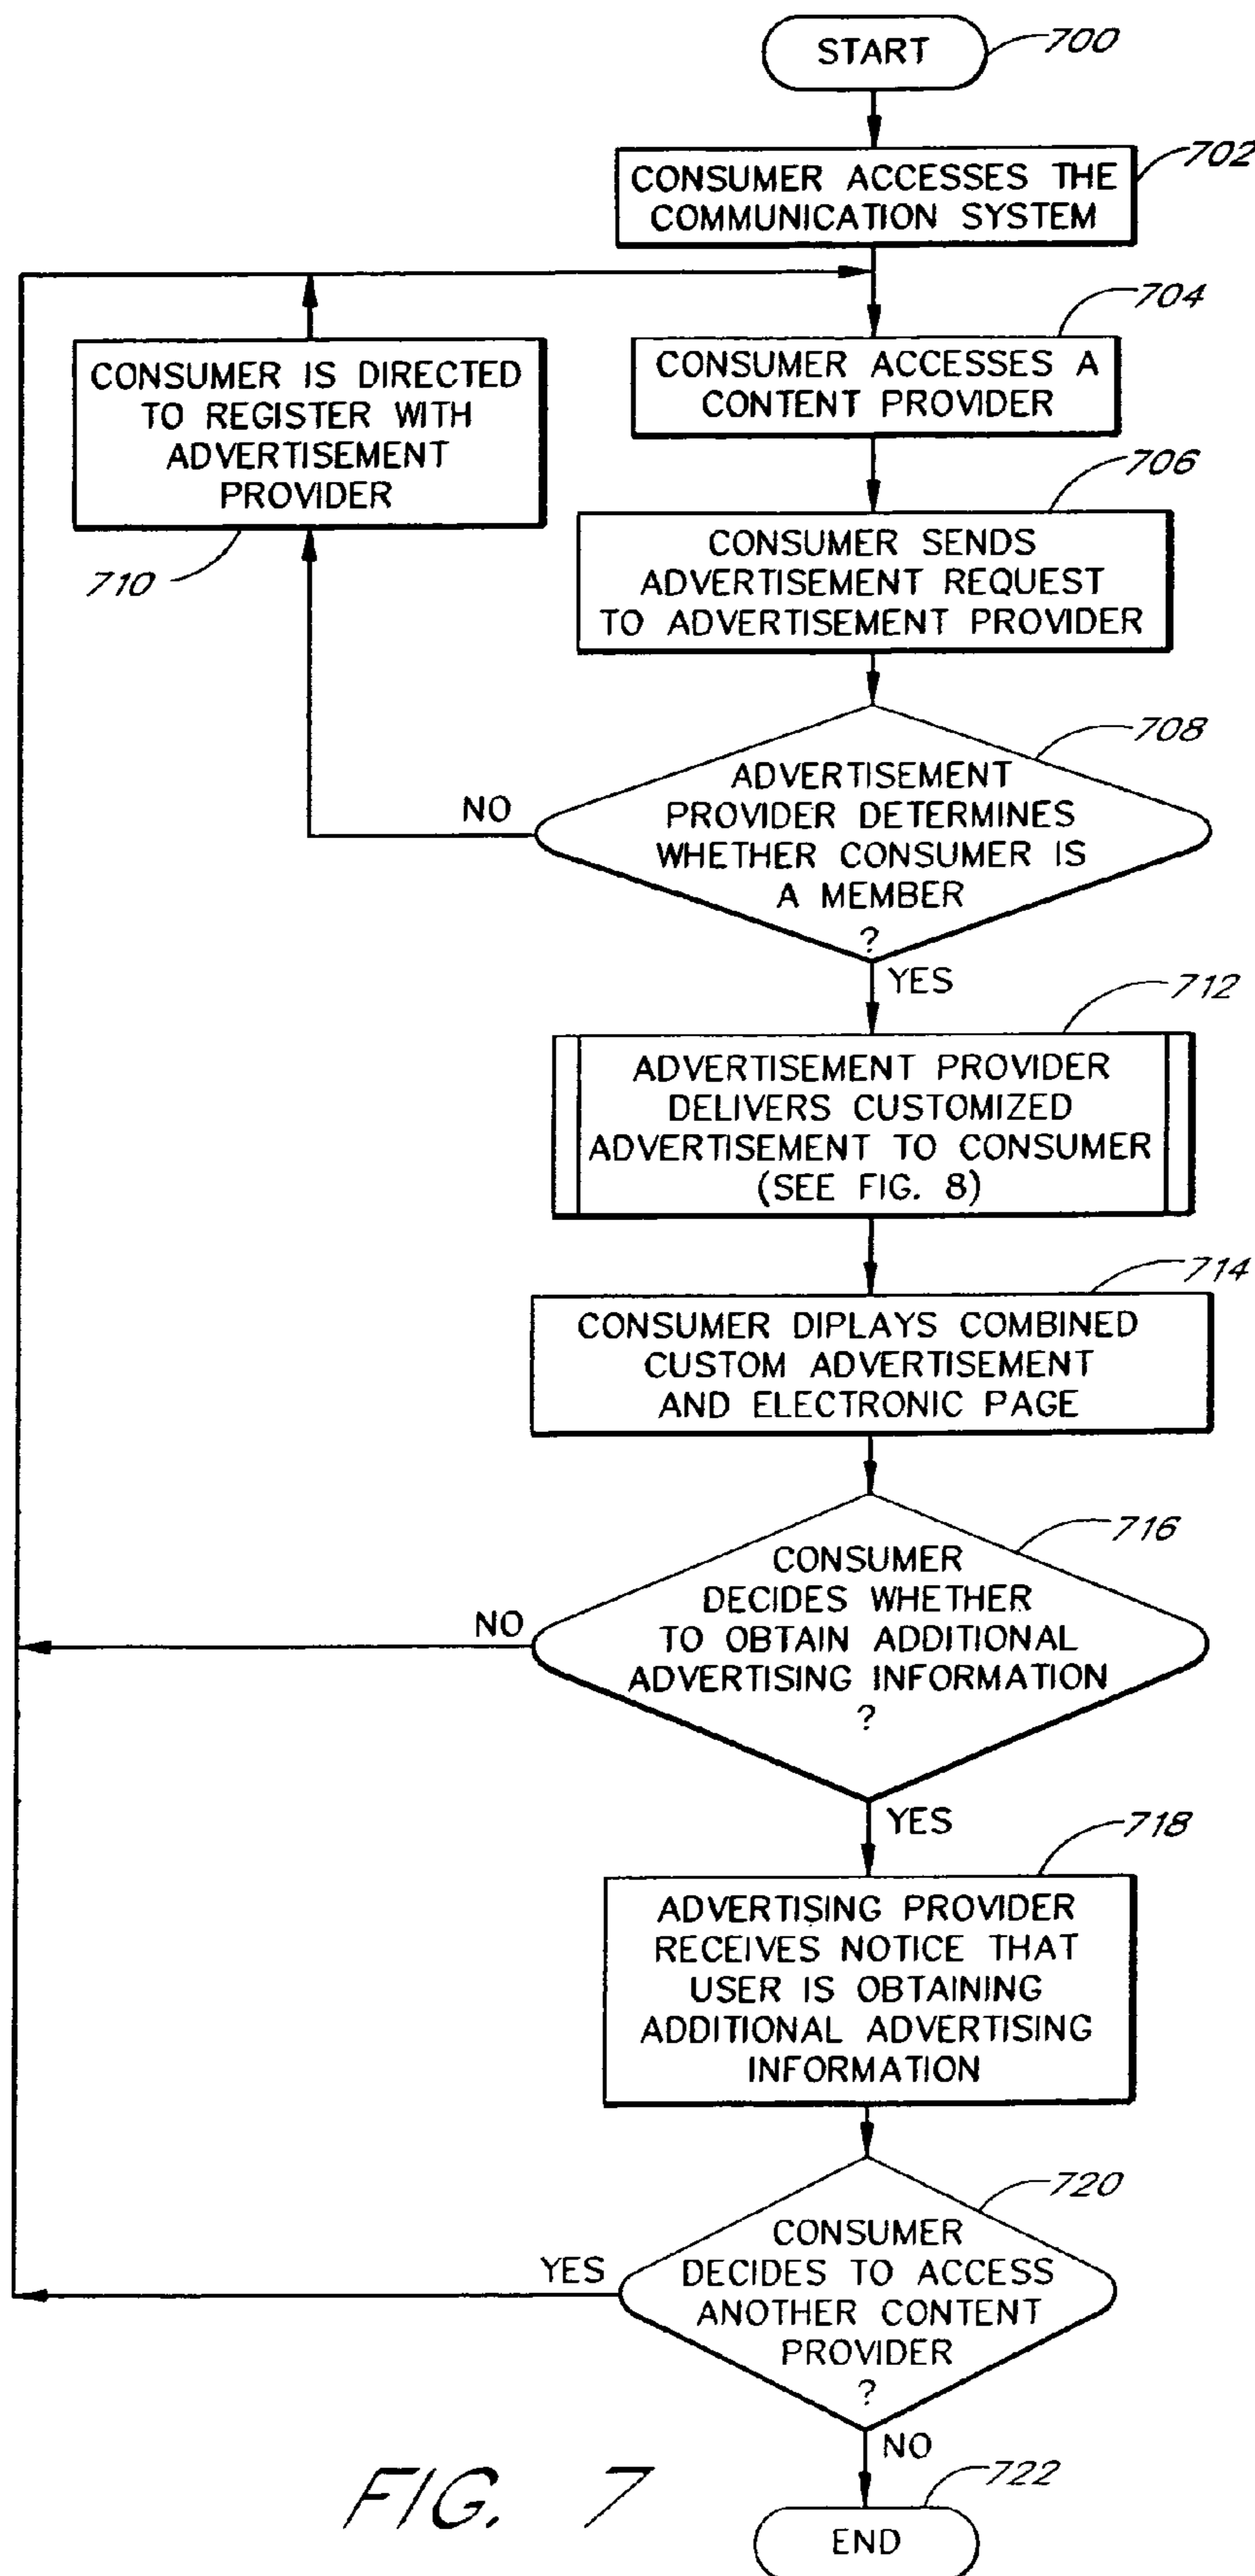 START
700
CONSUMER ACCESSES THE
COMMUNICATION SYSTEM
702
CONSUMER ACCESSES A
CONTENT PROVIDER
704
CONSUMER IS DIRECTED
TO REGISTER WITH
ADVERTISEMENT
PROVIDER
710
CONSUMER SENDS
ADVERTISEMENT REQUEST
TO ADVERTISEMENT PROVIDER
706
ADVERTISEMENT
PROVIDER DETERMINES
WHETHER CONSUMER IS
A MEMBER
?
708
NO
YES
ADVERTISEMENT PROVIDER
DELIVERS CUSTOMIZED
ADVERTISEMENT TO CONSUMER
(SEE FIG. 8)
712
CONSUMER DIPLAYS COMBINED
CUSTOM ADVERTISEMENT
AND ELECTRONIC PAGE
714
CONSUMER
DECIDES WHETHER
TO OBTAIN ADDITIONAL
ADVERTISING INFORMATION
?
716
NO
YES
ADVERTISING PROVIDER
RECEIVES NOTICE THAT
USER IS OBTAINING
ADDITIONAL ADVERTISING
INFORMATION
718
CONSUMER
DECIDES TO ACCESS
ANOTHER CONTENT
PROVIDER
?
720
YES
NO
END
722
FIG. 7